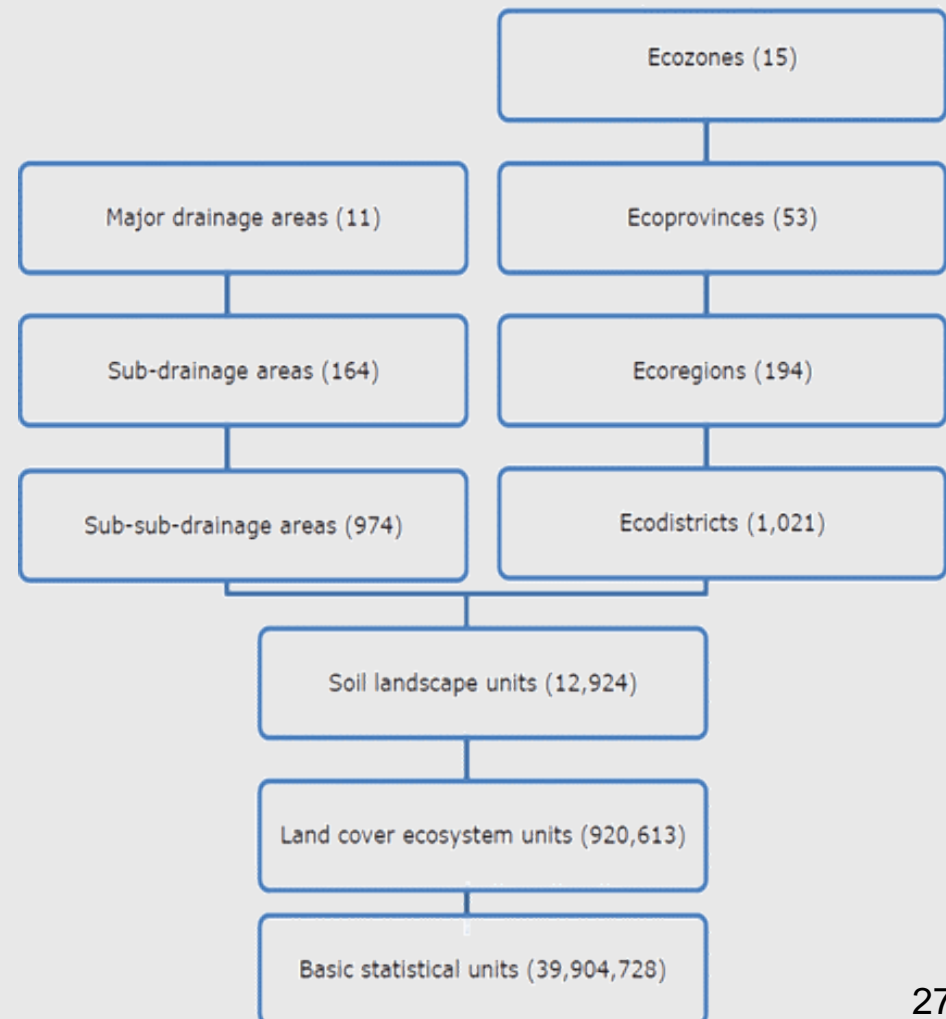 Ecozones (15)
Major drainage areas (11)
Ecoprovinces (53)
Sub-drainage areas (164)
Ecoregions (194)
Sub-sub-drainage areas (974)
Ecodistricts (1,021)
Soil landscape units (12,924)
Land cover ecosystem units (920,613)
Basic statistical units (39,904,728)
27